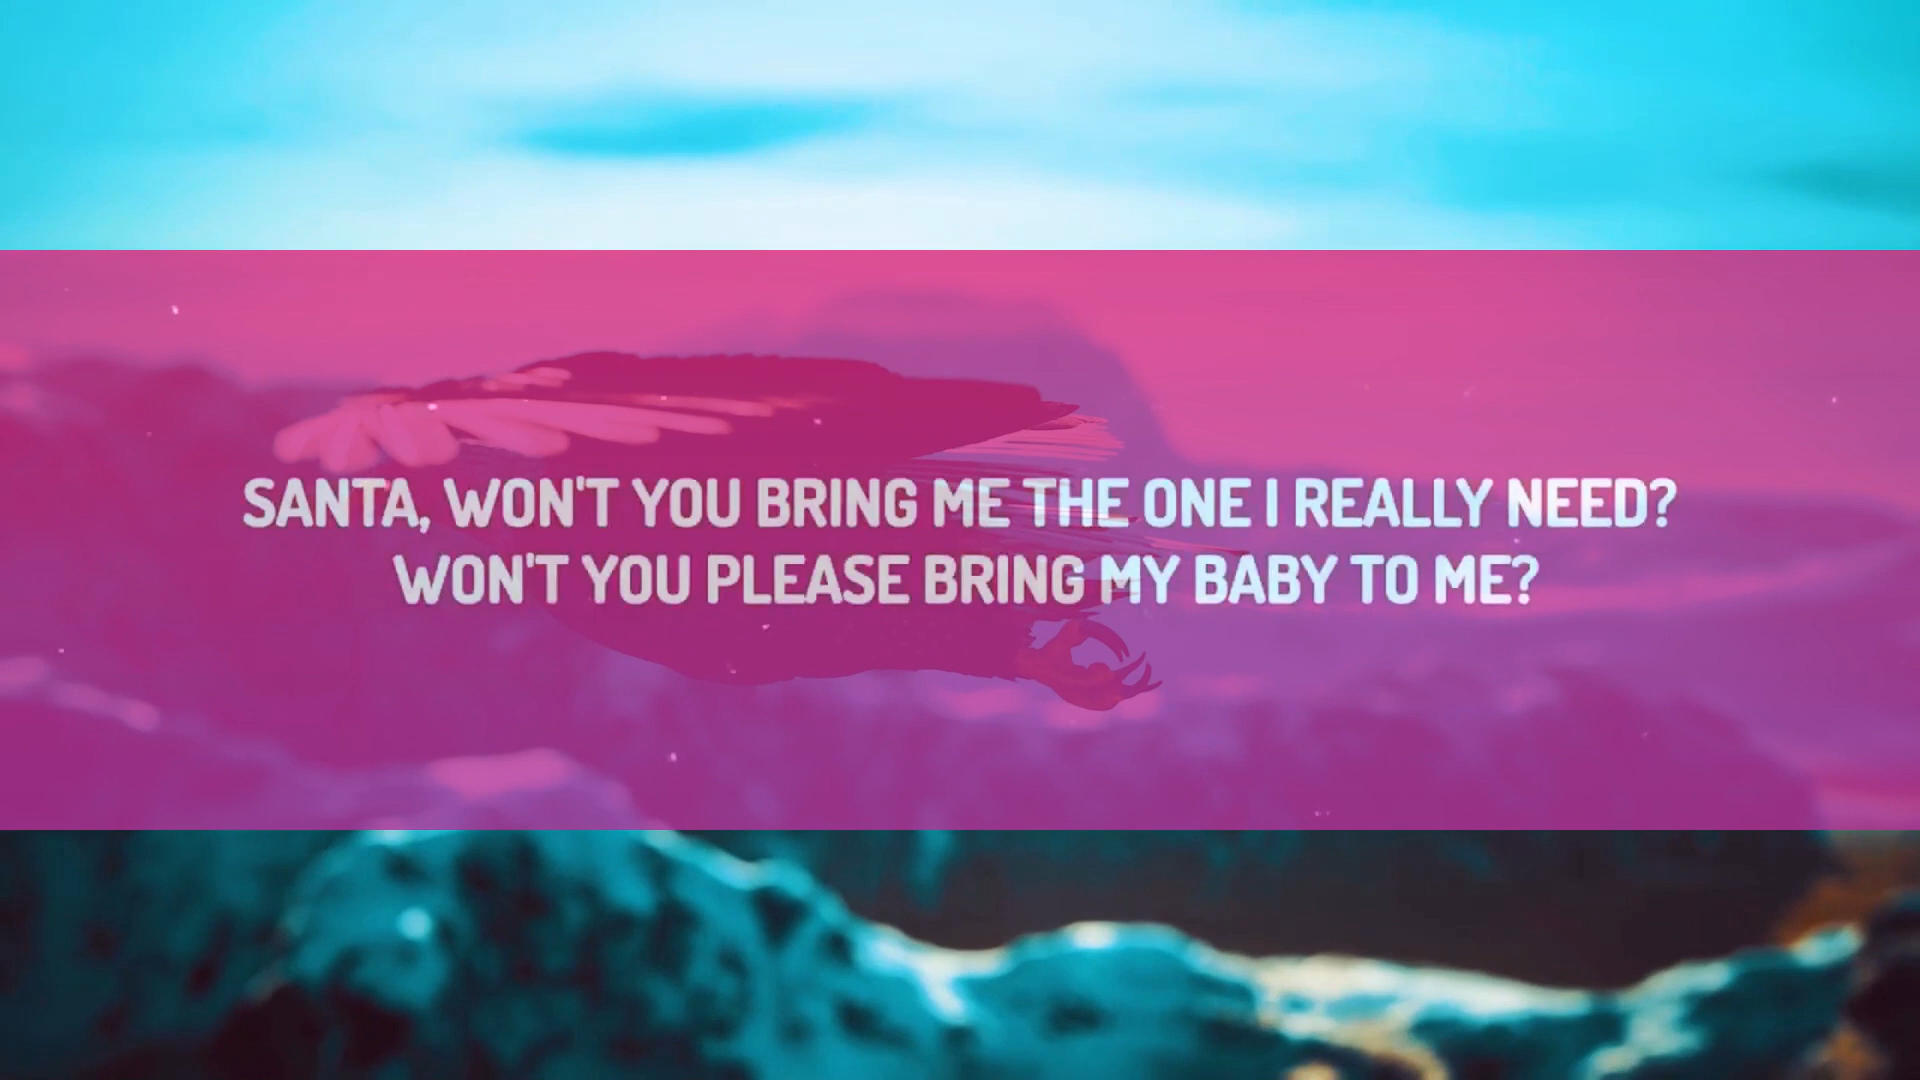 SANTA, WON'T YOU BRING ME THE ONE I REALLY NEED?
WON'T YOU PLEASE BRING MY BABY TO ME?